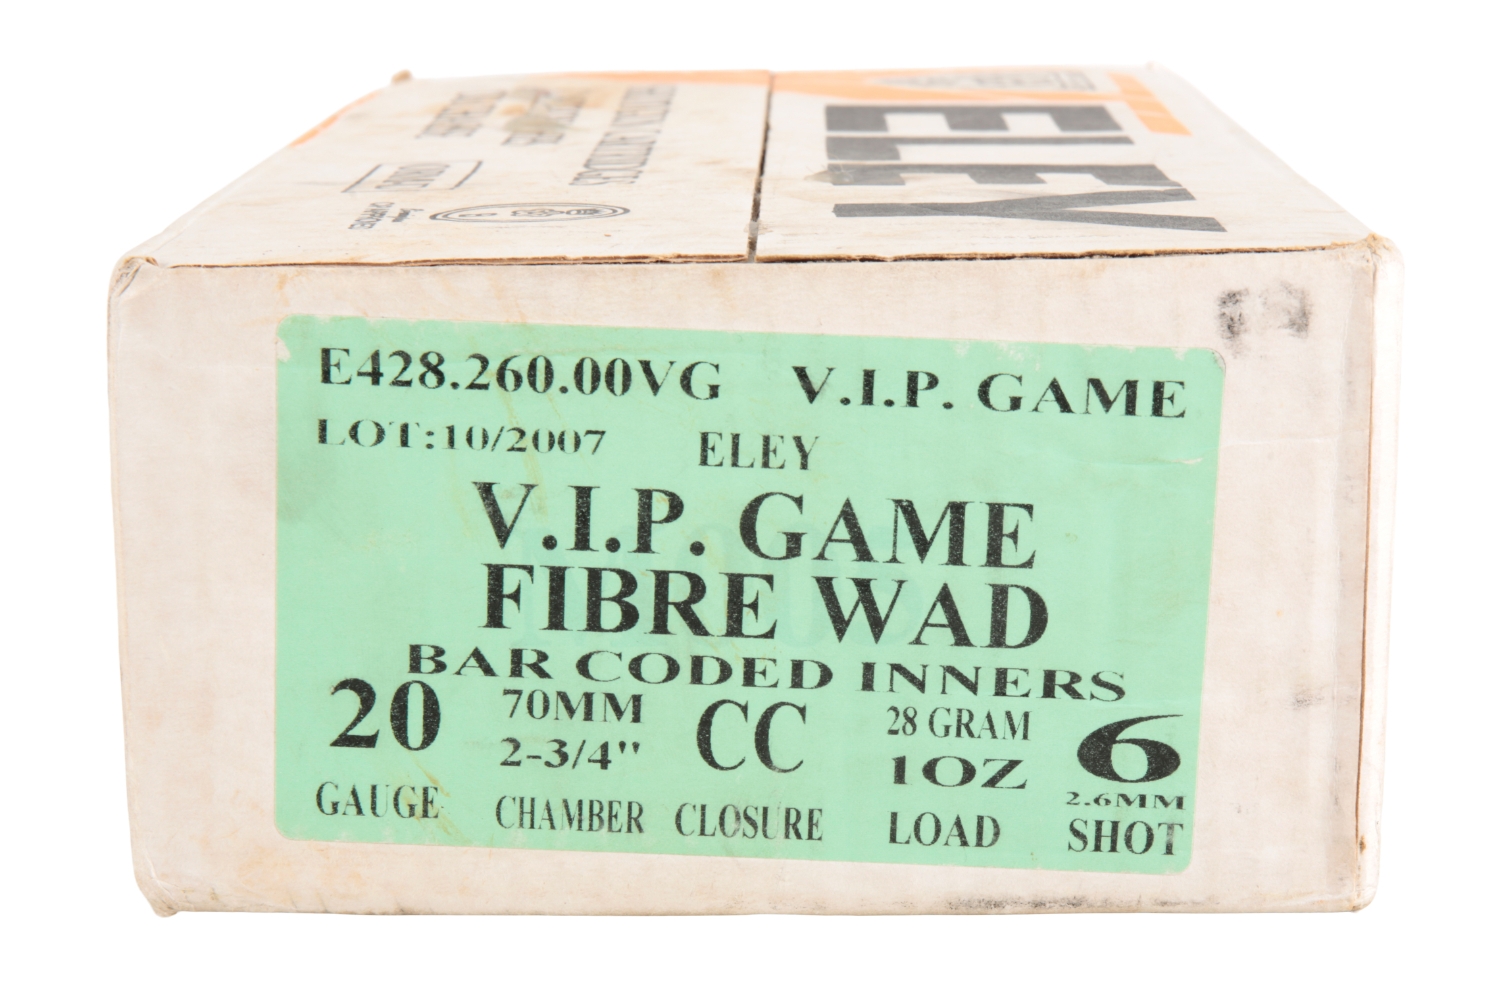 ELEY
E428.260.00VG V.I.P. GAME
LOT:10/2007 ELEY
V.I.P. GAME
FIBRE WAD
BAR CODED INNERS
20 70MM CC 28 GRAM 6
2-3/4" 1OZ 2.6MM
GAUGE CHAMBER CLOSURE LOAD SHOT